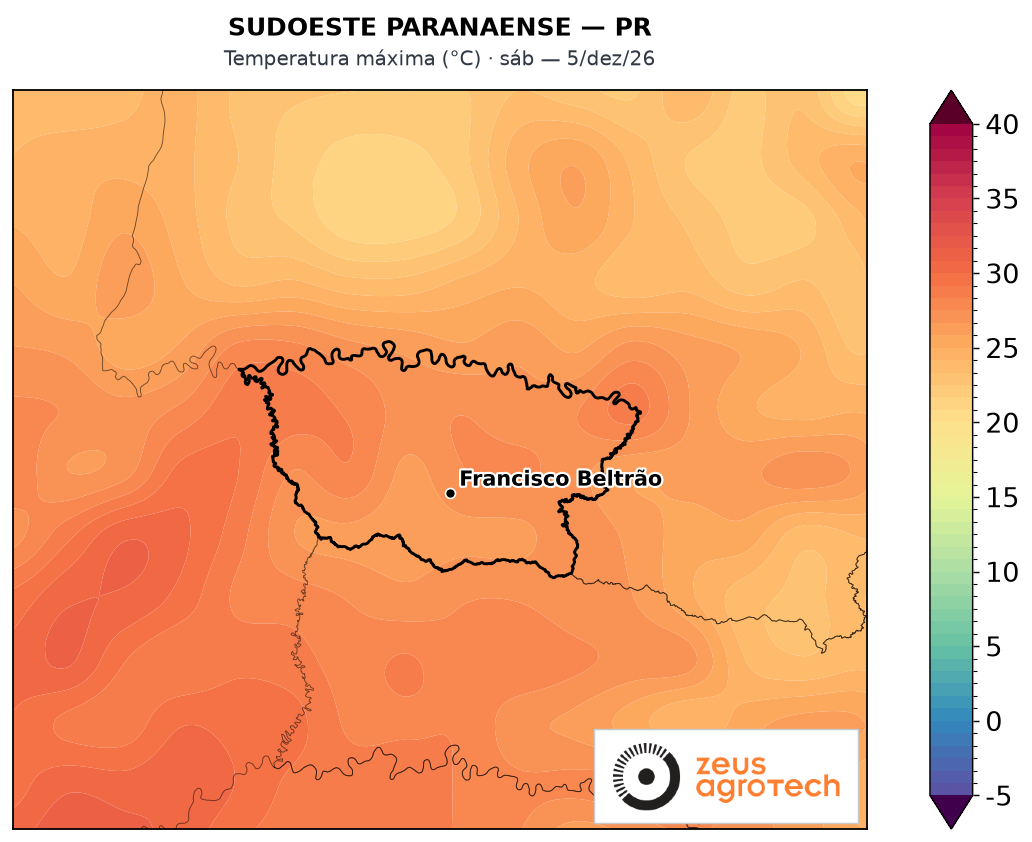 SUDOESTE PARANAENSE — PR
Temperatura máxima (°C) · sáb — 5/dez/26
40
35
30
25
20
15
10
5
0
-5
Francisco Beltrão
zeus
agrotech